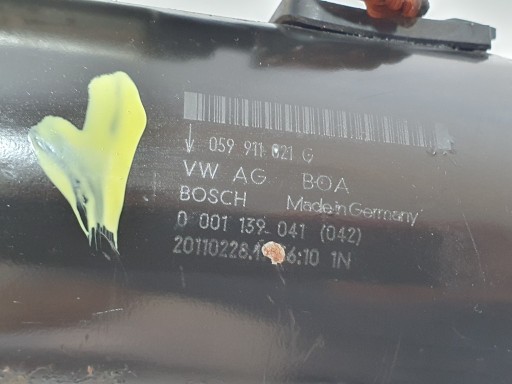 059 911 021 G
VW AG BOA
BOSCH Made in Germany
0 001 139 041 (042)
20110228 6:10 1N